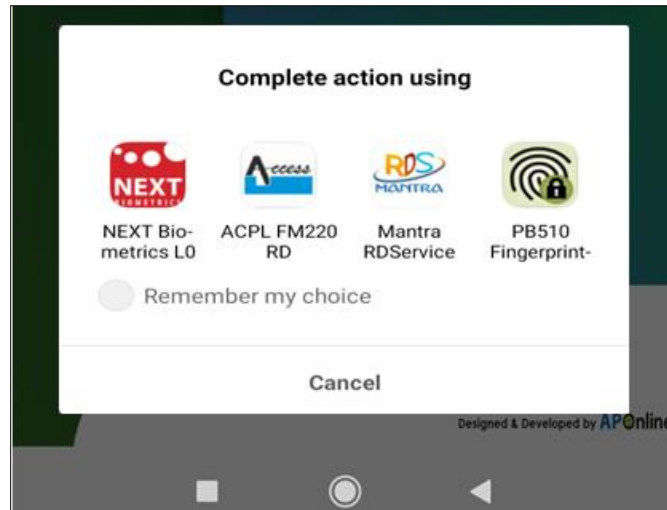 Complete action using
NEXT
BIOMETRICS
Access
RDS
MANTRA
NEXT Bio-
metrics L0
ACPL FM220
RD
Mantra
RDService
PB510
Fingerprint-
Remember my choice
Cancel
Designed & Developed by APOnline